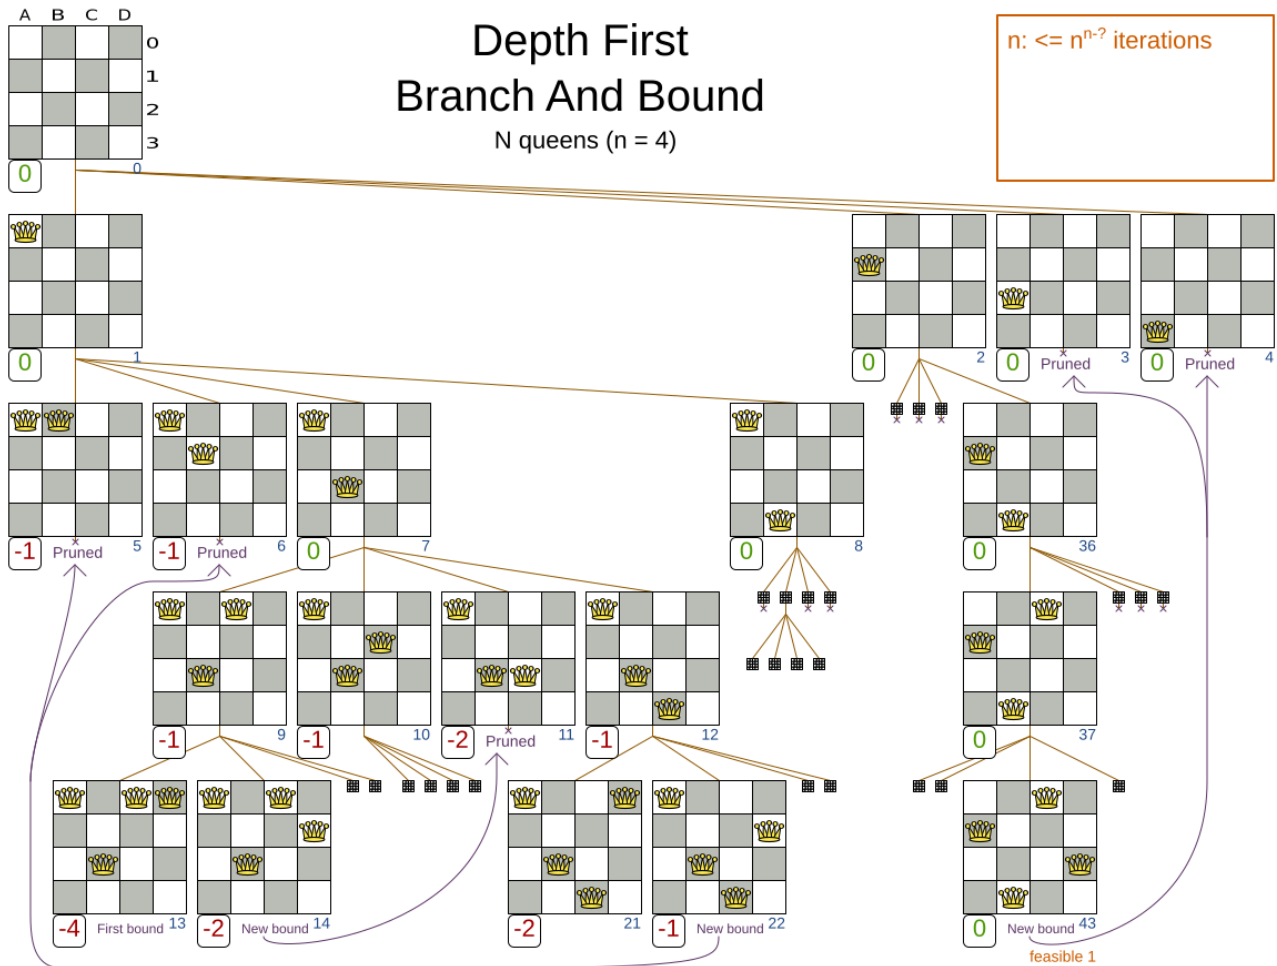 A B C D
Depth First
Branch And Bound
N queens (n = 4)
n: <= n^n-? iterations
0
1
2
3
0 0
0 1
0 2
0 Pruned 3
0 Pruned 4
-1 Pruned 5
-1 Pruned 6
0 7
0 8
0 36
-1 9
-1 10
-2 Pruned 11
-1 12
0 37
-4 First bound 13
-2 New bound 14
-2 21
-1 New bound 22
0 New bound 43
feasible 1